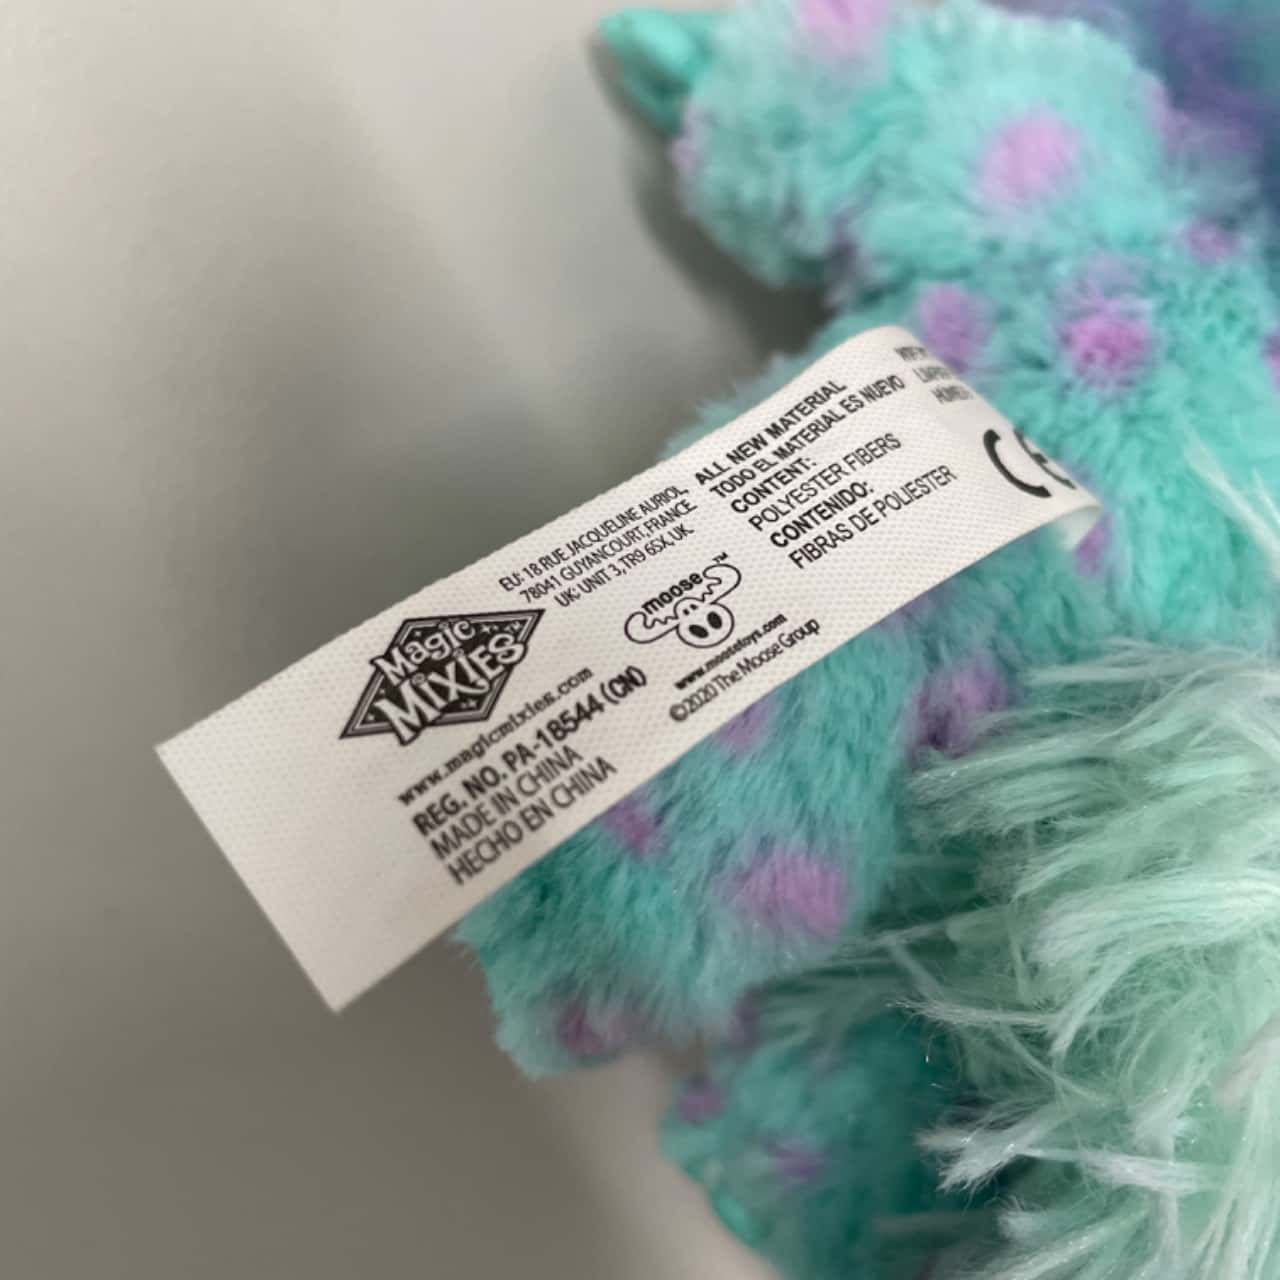 Magic
MixiES
www.magicmixies.com
REG. NO. PA-18544 (CN)
MADE IN CHINA
HECHO EN CHINA
EU: 18 RUE JACQUELINE AURIOL,
78041 GUYANCOURT, FRANCE
UK: UNIT 3, TR9 6SX, UK
moose™
www.moosetoys.com
©2020 The Moose Group
ALL NEW MATERIAL
TODO EL MATERIAL ES NUEVO
CONTENT:
POLYESTER FIBERS
CONTENIDO:
FIBRAS DE POLIESTER
CE